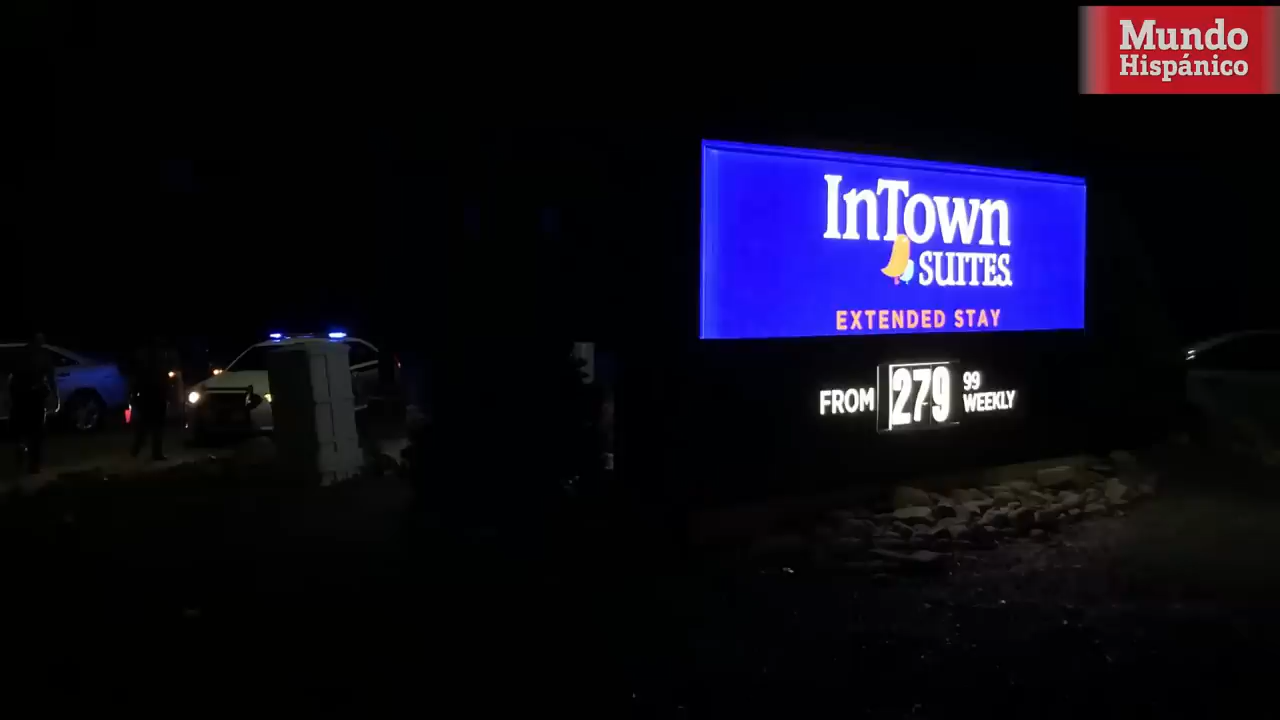 Mundo
Hispánico
InTown
SUITES
EXTENDED STAY
FROM 279 99
WEEKLY